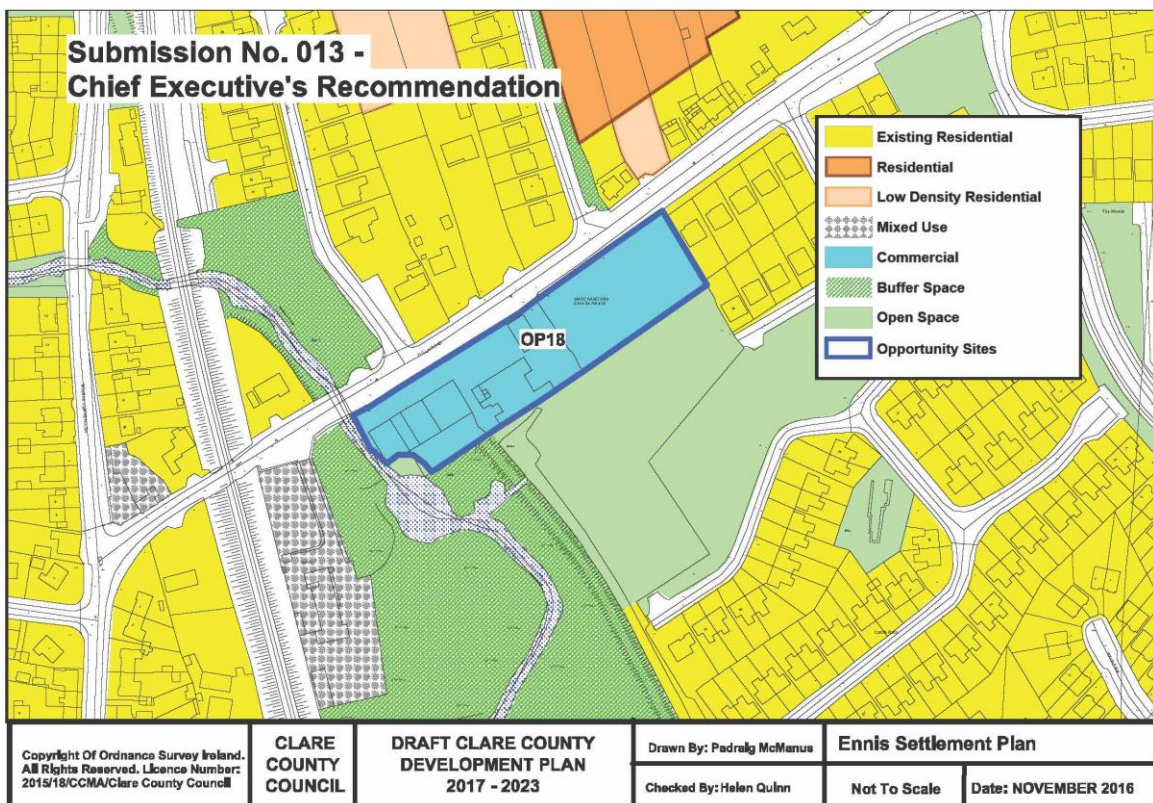 Submission No. 013 -
Chief Executive's Recommendation
Existing Residential
Residential
Low Density Residential
Mixed Use
Commercial
Buffer Space
Open Space
Opportunity Sites
OP18
Copyright Of Ordnance Survey Ireland.
All Rights Reserved. Licence Number:
2015/18/CCMA/Clare County Council
CLARE
COUNTY
COUNCIL
DRAFT CLARE COUNTY
DEVELOPMENT PLAN
2017 - 2023
Drawn By: Padraig McManus
Checked By: Helen Quinn
Ennis Settlement Plan
Not To Scale
Date: NOVEMBER 2016